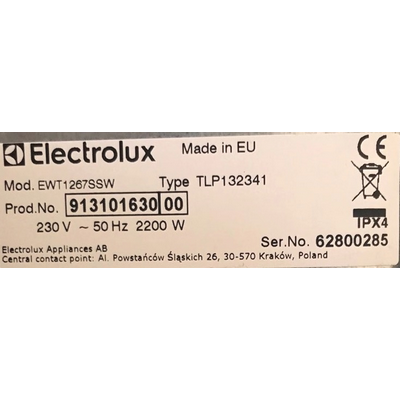 Electrolux Made in EU
Mod. EWT1267SSW Type TLP132341
Prod.No. 913101630 00
230 V ~ 50 Hz 2200 W
IPX4
Ser.No. 62800285
Electrolux Appliances AB
Central contact point: Al. Powstańców Śląskich 26, 30-570 Kraków, Poland